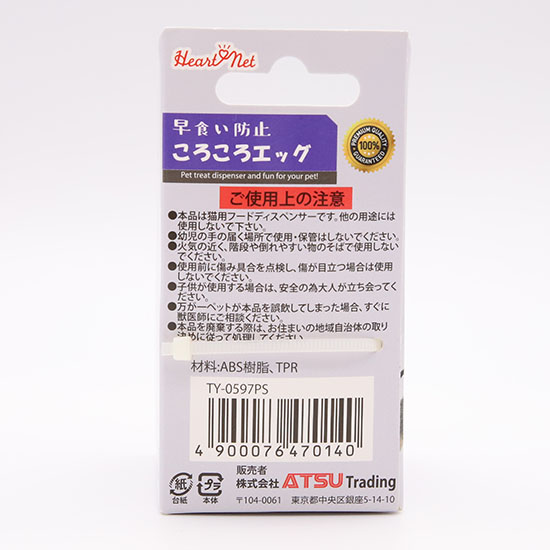 Heart Net
早食い防止
ころころエッグ
Pet treat dispenser and fun for your pet!
PREMIUM QUALITY
100%
GUARANTEED
ご使用上の注意
●本品は猫用フードディスペンサーです。他の用途には
使用しないで下さい。
●幼児の手の届く場所で使用・保管はしないでください。
●火気の近く、階段や倒れやすい物のそばで使用しない
でください。
●使用前に傷み具合を点検し、傷が目立つ場合は使用
しないでください。
●子供が使用する場合は、安全の為大人が立ち会ってく
ださい。
●万が一ペットが本品を誤飲してしまった場合、すぐに
獣医師にご相談ください。
●本品を廃棄する際は、お住まいの地域自治体の取り
決めに従って処理してください。
材料:ABS樹脂、TPR
TY-0597PS
4 900076 470140
紙
台紙
プラ
本体
販売者
株式会社 ATSU Trading
〒104-0061 東京都中央区銀座5-14-10